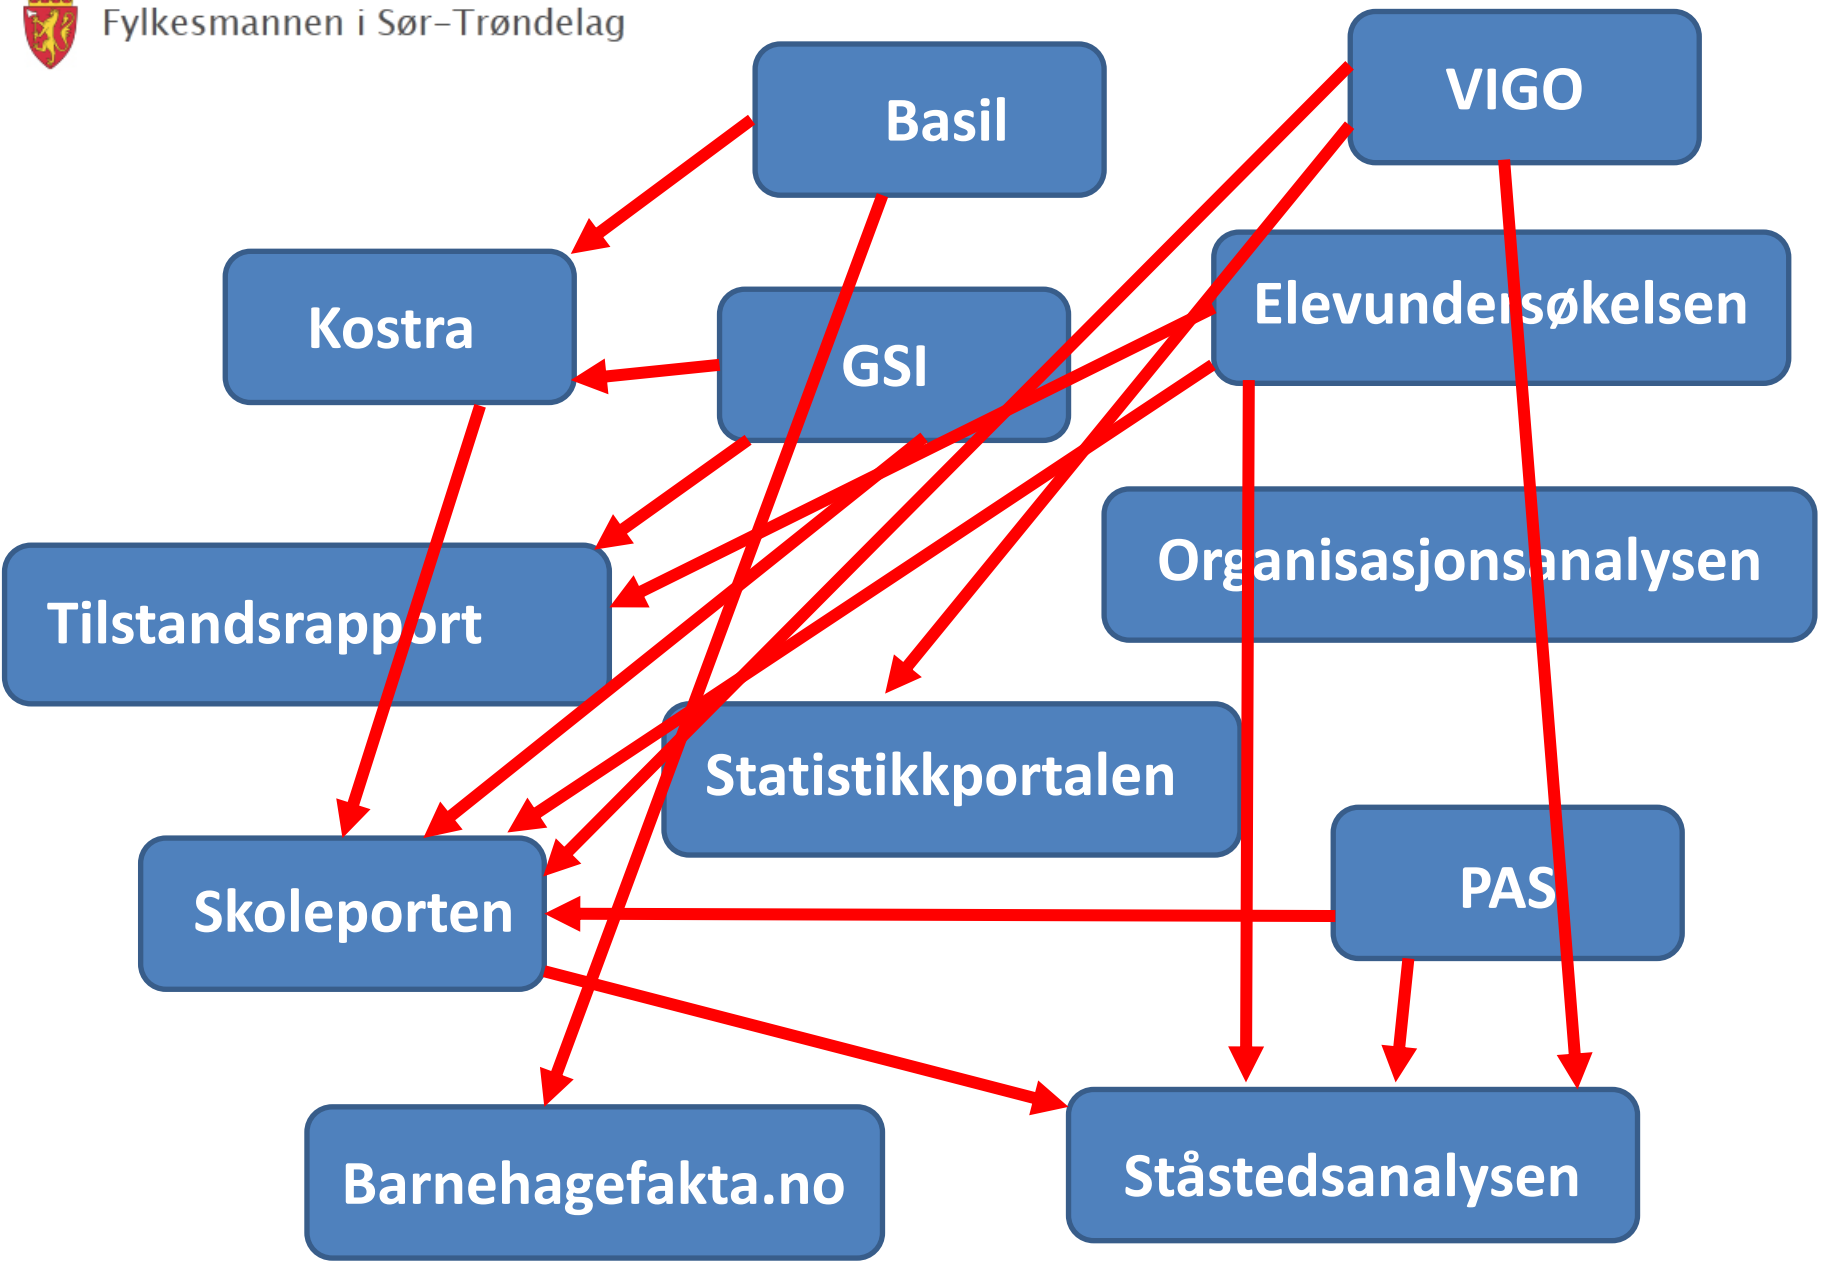 Fylkesmannen i Sør-Trøndelag
VIGO
Basil
Elevundersøkelsen
Kostra
GSI
Organisasjonsanalysen
Tilstandsrapport
Statistikkportalen
PAS
Skoleporten
Barnehagefakta.no
Ståstedsanalysen